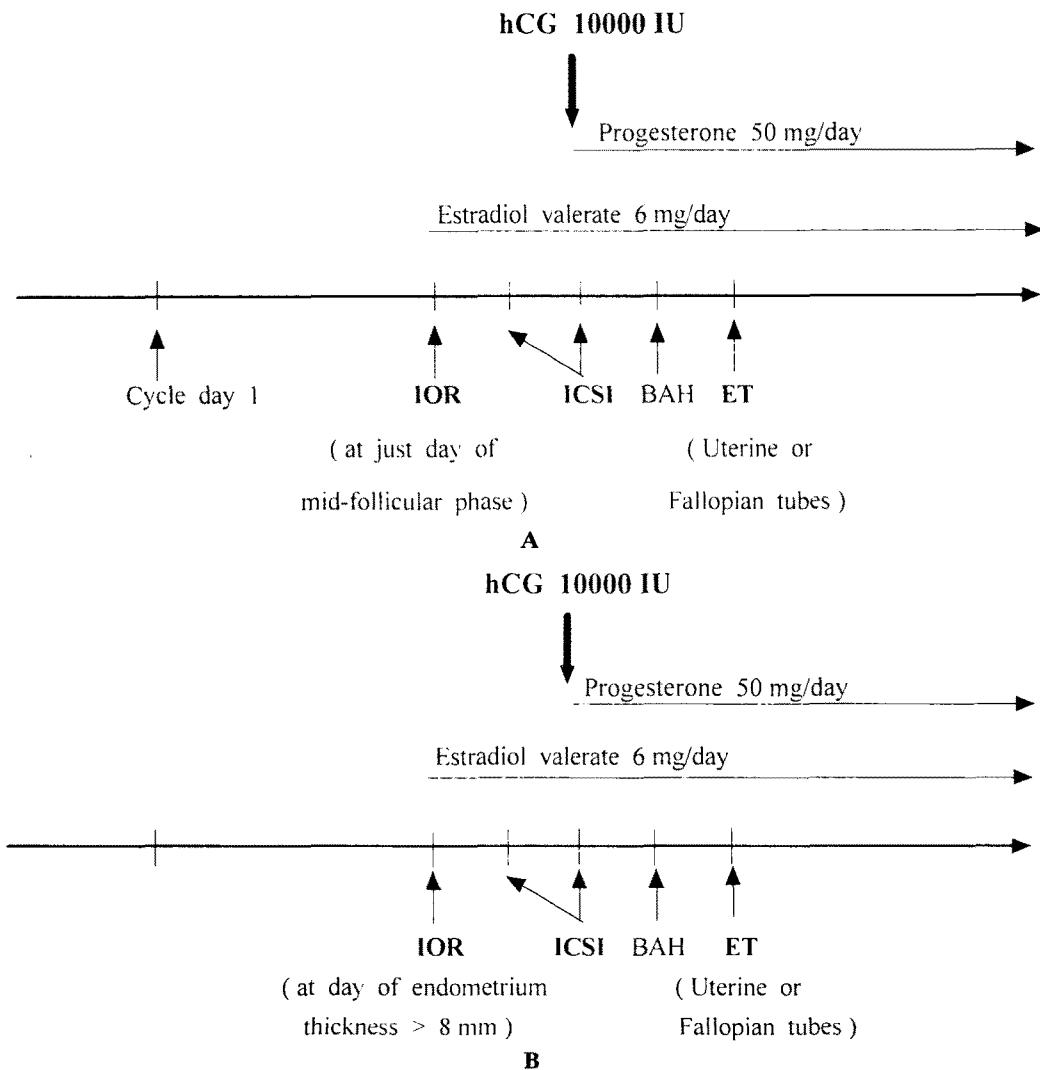 hCG 10000 IU
Progesterone 50 mg/day
Estradiol valerate 6 mg/day
Cycle day 1 IOR ICSI BAH ET
( at just day of ( Uterine or
mid-follicular phase ) Fallopian tubes )
A
hCG 10000 IU
Progesterone 50 mg/day
Estradiol valerate 6 mg/day
IOR ICSI BAH ET
( at day of endometrium ( Uterine or
thickness > 8 mm ) Fallopian tubes )
B